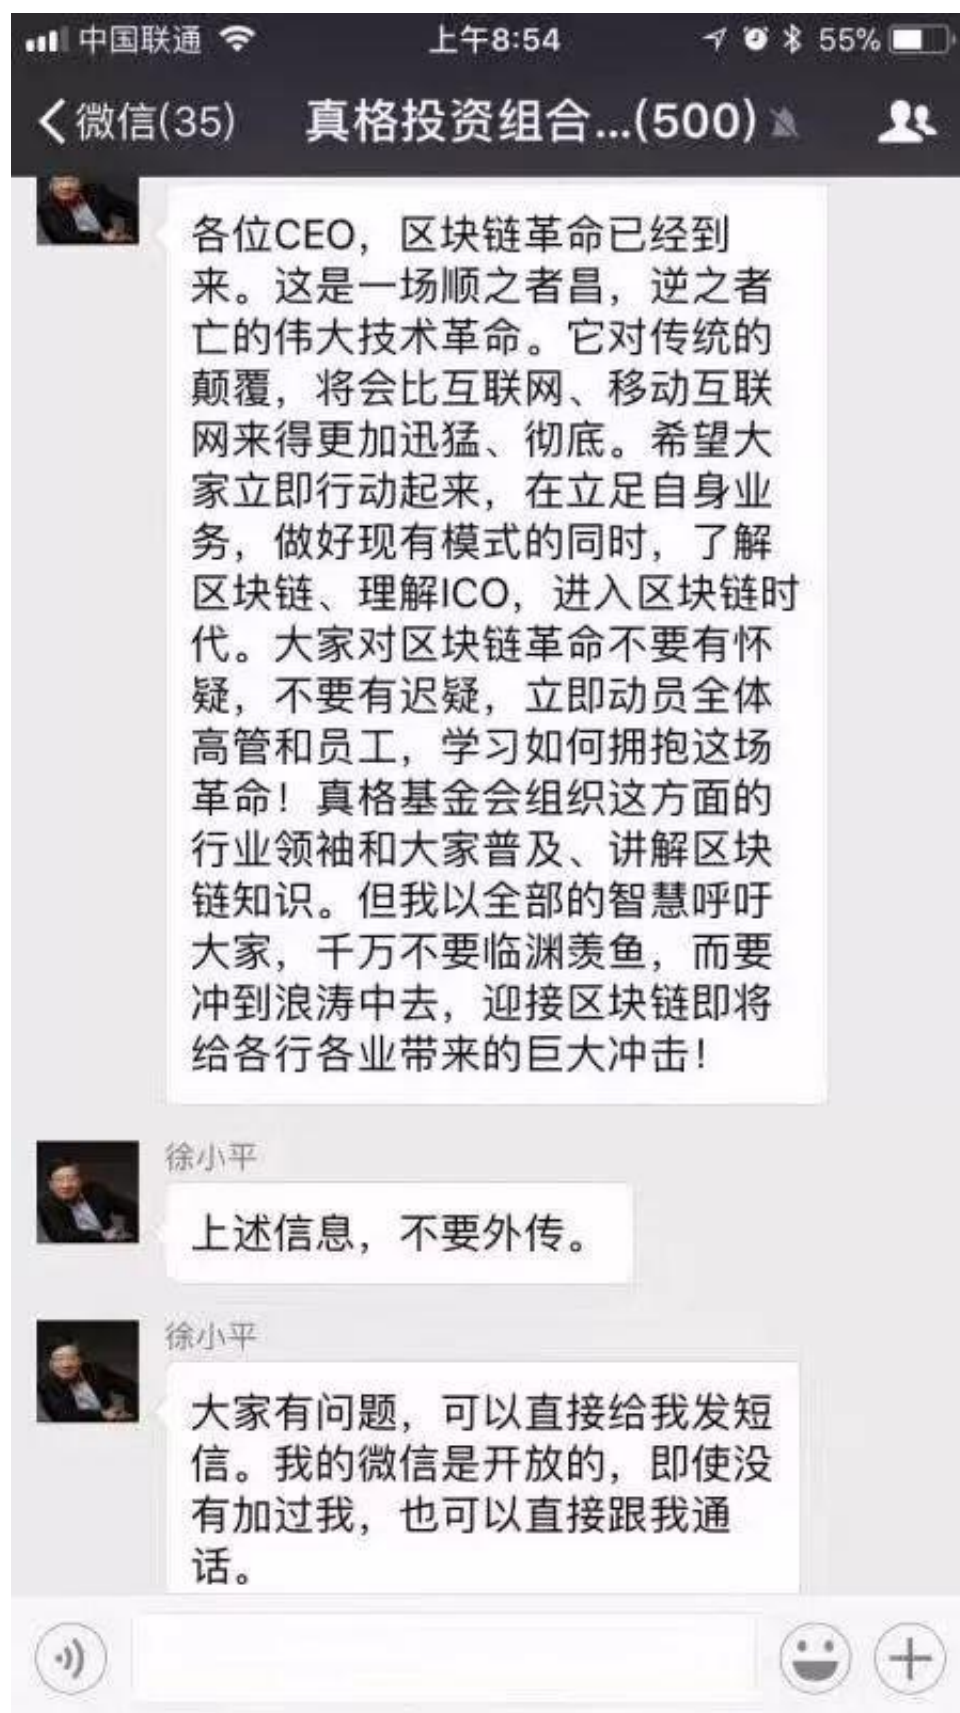 中国联通 上午8:54 55%
微信(35) 真格投资组合...(500)
各位CEO，区块链革命已经到
来。这是一场顺之者昌，逆之者
亡的伟大技术革命。它对传统的
颠覆，将会比互联网、移动互联
网来得更加迅猛、彻底。希望大
家立即行动起来，在立足自身业
务，做好现有模式的同时，了解
区块链、理解ICO，进入区块链时
代。大家对区块链革命不要有怀
疑，不要有迟疑，立即动员全体
高管和员工，学习如何拥抱这场
革命！真格基金会组织这方面的
行业领袖和大家普及、讲解区块
链知识。但我以全部的智慧呼吁
大家，千万不要临渊羡鱼，而要
冲到浪涛中去，迎接区块链即将
给各行各业带来的巨大冲击！
徐小平
上述信息，不要外传。
徐小平
大家有问题，可以直接给我发短
信。我的微信是开放的，即使没
有加过我，也可以直接跟我通
话。